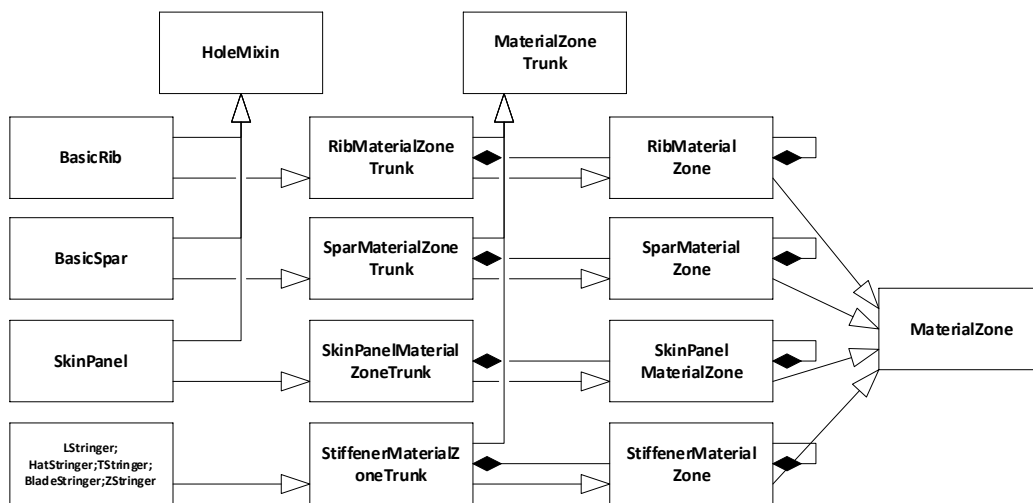 HoleMixin
MaterialZone
Trunk
BasicRib
RibMaterialZone
Trunk
RibMaterial
Zone
BasicSpar
SparMaterialZone
Trunk
SparMaterial
Zone
MaterialZone
SkinPanel
SkinPanelMaterial
ZoneTrunk
SkinPanel
MaterialZone
LStringer;
HatStringer;TStringer;
BladeStringer;ZStringer
StiffenerMaterialZ
oneTrunk
StiffenerMaterial
Zone